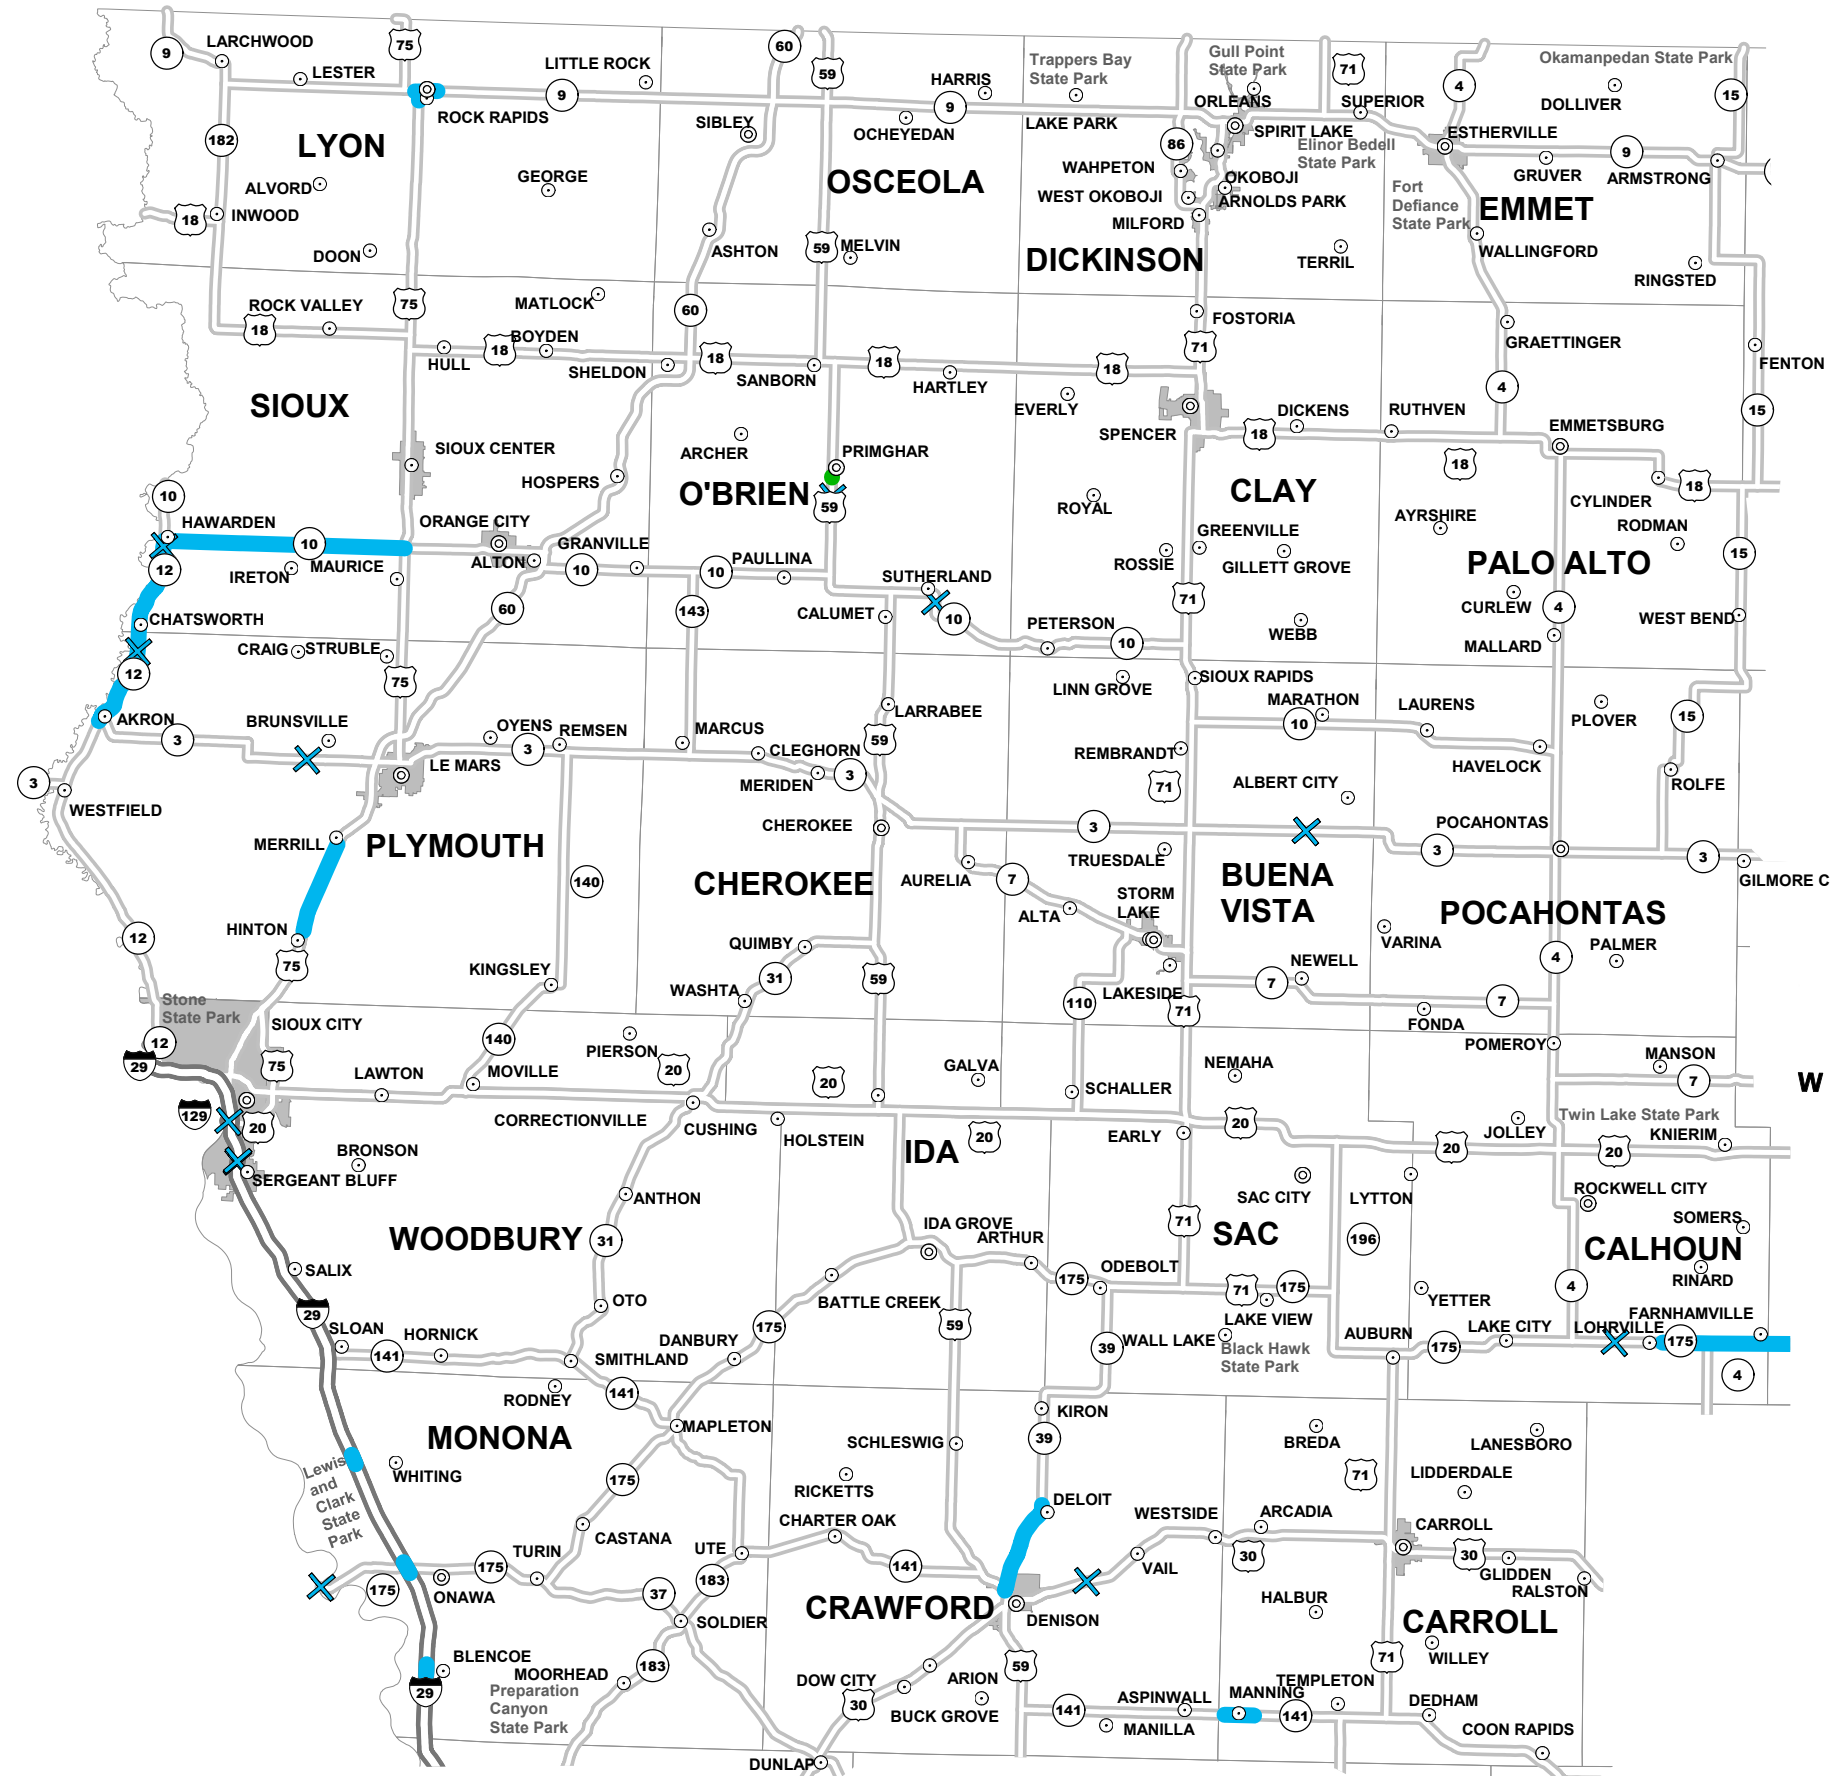 9
LARCHWOOD
75
LITTLE ROCK
60
59
HARRIS
Trappers Bay
State Park
Gull Point
State Park
71
4
Okamanpedan State Park
15
LESTER
9
ROCK RAPIDS
SIBLEY
OCHEYEDAN
9
LAKE PARK
ORLEANS
SUPERIOR
DOLLIVER
182
LYON
ALVORD
GEORGE
OSCEOLA
86
WAHPETON
SPIRIT LAKE
Elinor Bedell
State Park
ESTHERVILLE
GRUVER
9
ARMSTRONG
18
INWOOD
DOON
ASHTON
59
MELVIN
WEST OKOBOJI
OKOBOJI
ARNOLDS PARK
MILFORD
DICKINSON
TERRIL
Fort
Defiance
State Park
EMMET
WALLINGFORD
RINGSTED
ROCK VALLEY
18
75
MATLOCK
60
FOSTORIA
GRAETTINGER
FENTON
HULL
18
BOYDEN
SHELDON
18
SANBORN
18
HARTLEY
18
71
4
15
SIOUX
EVERLY
SPENCER
18
DICKENS
RUTHVEN
EMMETSBURG
SIOUX CENTER
HOSPERS
ARCHER
PRIMGHAR
O'BRIEN
59
ROYAL
CLAY
18
CYLINDER
18
AYRSHIRE
RODMAN
10
HAWARDEN
10
ORANGE CITY
GRANVILLE
PAULLINA
SUTHERLAND
ROSSIE
GREENVILLE
GILLETT GROVE
PALO ALTO
15
12
IRETON
MAURICE
ALTON
10
10
CHATSWORTH
60
143
CALUMET
10
PETERSON
10
71
WEBB
CURLEW
4
MALLARD
WEST BEND
CRAIG
STRUBLE
12
75
LINN GROVE
SIOUX RAPIDS
MARATHON
10
LAURENS
PLOVER
15
AKRON
3
BRUNSVILLE
OYENS
3
REMSEN
MARCUS
LARRABEE
59
CLEGHORN
REMBRANDT
HAVELOCK
3
WESTFIELD
LE MARS
MERIDEN
3
71
ALBERT CITY
ROLFE
MERRILL
PLYMOUTH
CHEROKEE
3
POCAHONTAS
3
3
GILMORE C
TRUESDALE
140
CHEROKEE
AURELIA
7
ALTA
STORM
LAKE
BUENA
VISTA
POCAHONTAS
12
HINTON
75
QUIMBY
VARINA
PALMER
KINGSLEY
WASHTA
31
59
110
LAKESIDE
71
7
NEWELL
4
7
FONDA
Stone
State Park
SIOUX CITY
12
29
75
140
PIERSON
20
20
GALVA
SCHALLER
NEMAHA
POMEROY
MANSON
7
W
LAWTON
MOVILLE
129
20
CORRECTIONVILLE
CUSHING
HOLSTEIN
20
EARLY
20
Twin Lake State Park
JOLLEY
20
20
KNIERIM
BRONSON
SERGEANT BLUFF
IDA
ANTHON
SAC CITY
LYTTON
ROCKWELL CITY
SOMERS
WOODBURY
31
IDA GROVE
ARTHUR
71
SAC
196
CALHOUN
RINARD
SALIX
29
OTO
BATTLE CREEK
175
ODEBOLT
71
175
LAKE VIEW
YETTER
4
FARNHAMVILLE
SLOAN
HORNICK
141
SMITHLAND
DANBURY
175
59
39
WALL LAKE
Black Hawk
State Park
AUBURN
175
LAKE CITY
LOHRVILLE
175
4
RODNEY
141
MAPLETON
KIRON
MONONA
SCHLESWIG
39
BREDA
LANESBORO
Lewis
and
Clark
State
Park
WHITING
175
RICKETTS
71
LIDDERDALE
CASTANA
CHARTER OAK
DELOIT
WESTSIDE
ARCADIA
CARROLL
175
ONAWA
175
TURIN
UTE
183
141
VAIL
30
30
GLIDDEN
RALSTON
37
SOLDIER
CRAWFORD
DENISON
HALBUR
CARROLL
BLENCOE
29
MOORHEAD
183
DOW CITY
ARION
59
71
WILLEY
Preparation
Canyon
State Park
30
BUCK GROVE
141
ASPINWALL
MANILLA
MANNING
141
TEMPLETON
DEDHAM
COON RAPIDS
DUNLAP